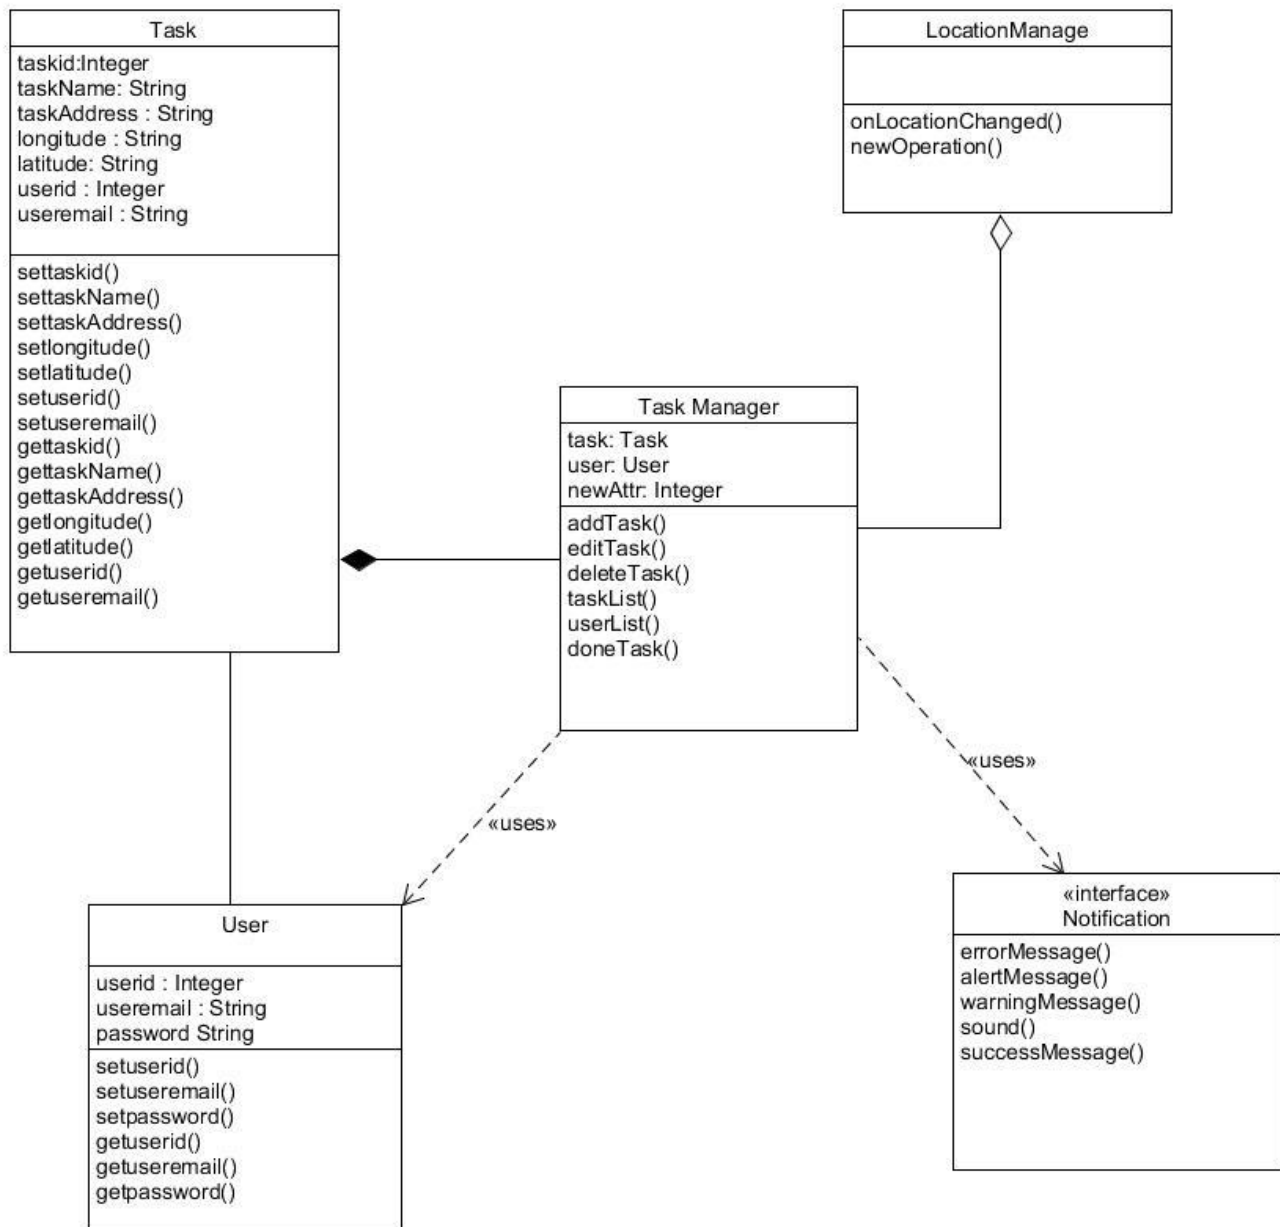 Task
taskid:Integer
taskName: String
taskAddress : String
longitude : String
latitude: String
userid : Integer
useremail : String
settaskid()
settaskName()
settaskAddress()
setlongitude()
setlatitude()
setuserid()
setuseremail()
gettaskid()
gettaskName()
gettaskAddress()
getlongitude()
getlatitude()
getuserid()
getuseremail()
LocationManage
onLocationChanged()
newOperation()
Task Manager
task: Task
user: User
newAttr: Integer
addTask()
editTask()
deleteTask()
taskList()
userList()
doneTask()
«uses»
«uses»
User
userid : Integer
useremail : String
password String
setuserid()
setuseremail()
setpassword()
getuserid()
getuseremail()
getpassword()
«interface»
Notification
errorMessage()
alertMessage()
warningMessage()
sound()
successMessage()